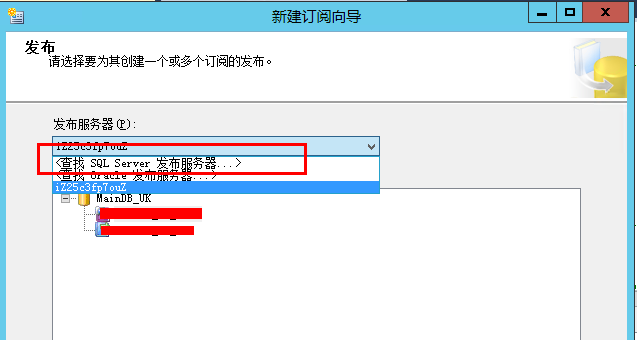 新建订阅向导
发布
请选择要为其创建一个或多个订阅的发布。
发布服务器(P):
iZ25c3fp7ouZ
<查找 SQL Server 发布服务器...>
<查找 Oracle 发布服务器...>
iZ25c3fp7ouZ
MainDB_UK